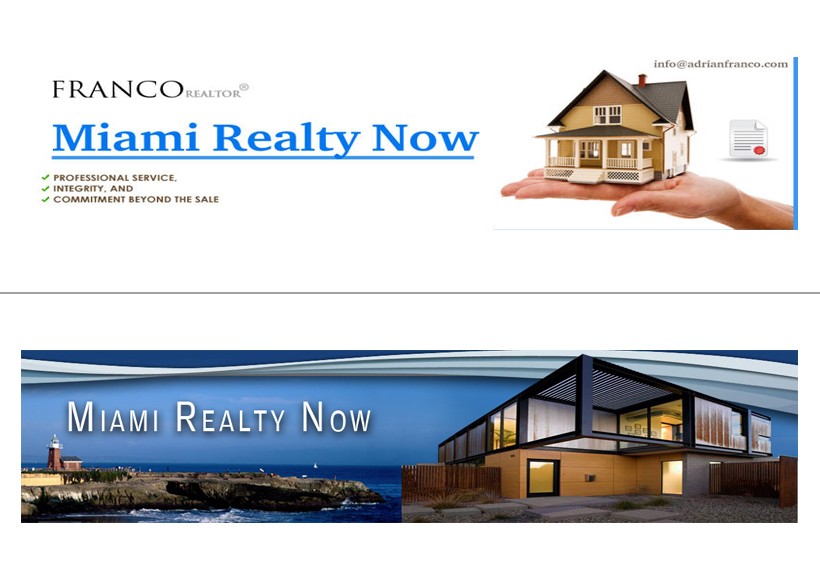 info@adrianfranco.com
FRANCO REALTOR®
Miami Realty Now
PROFESSIONAL SERVICE,
INTEGRITY, AND
COMMITMENT BEYOND THE SALE
MIAMI REALTY NOW